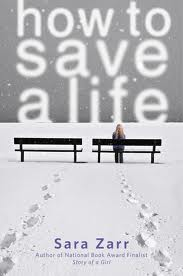 how to
save
a life
Sara Zarr
Author of National Book Award Finalist
Story of a Girl